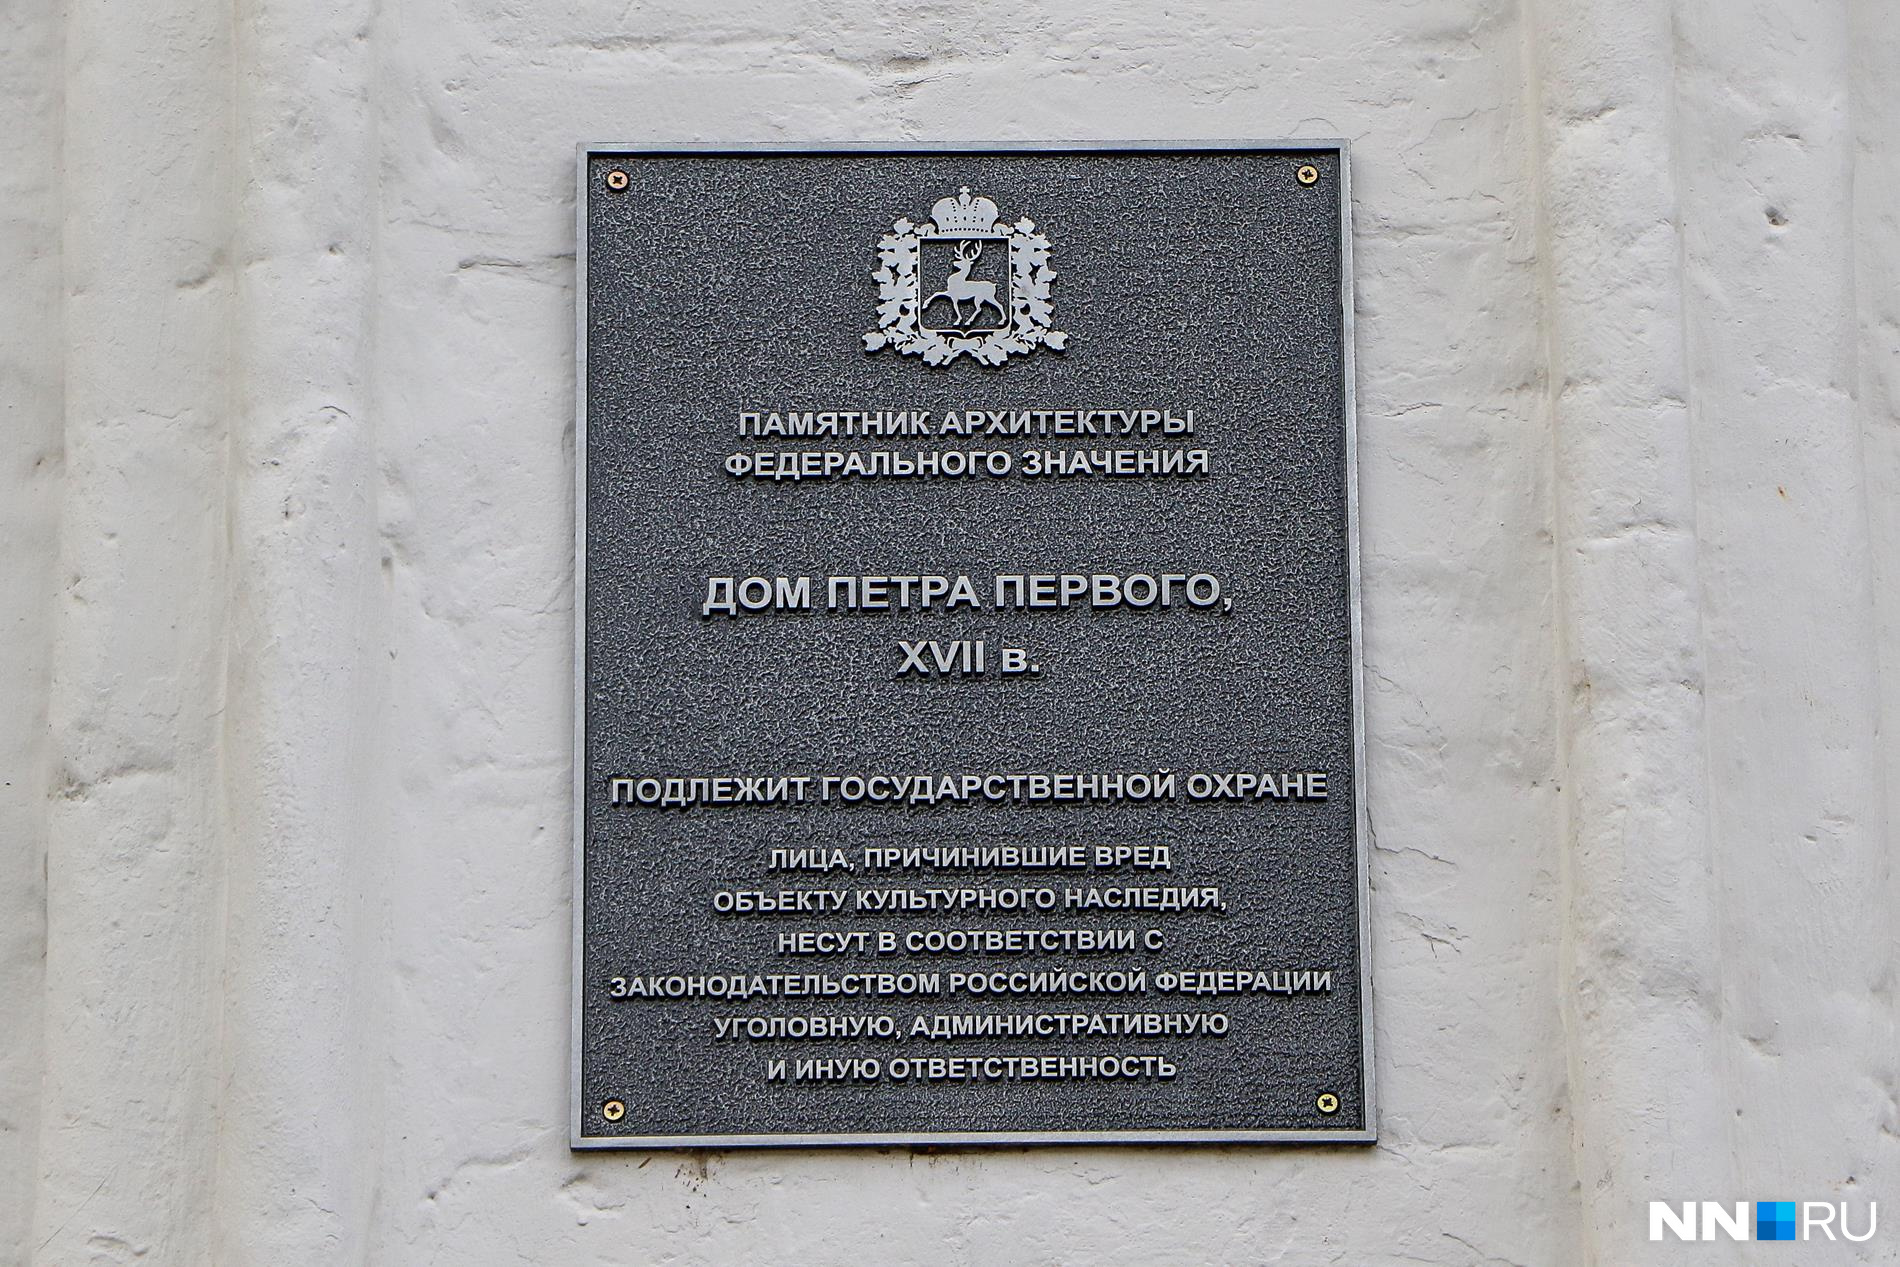 ПАМЯТНИК АРХИТЕКТУРЫ
ФЕДЕРАЛЬНОГО ЗНАЧЕНИЯ
ДОМ ПЕТРА ПЕРВОГО,
XVII в.
ПОДЛЕЖИТ ГОСУДАРСТВЕННОЙ ОХРАНЕ
ЛИЦА, ПРИЧИНИВШИЕ ВРЕД
ОБЪЕКТУ КУЛЬТУРНОГО НАСЛЕДИЯ,
НЕСУТ В СООТВЕТСТВИИ С
ЗАКОНОДАТЕЛЬСТВОМ РОССИЙСКОЙ ФЕДЕРАЦИИ
УГОЛОВНУЮ, АДМИНИСТРАТИВНУЮ
И ИНУЮ ОТВЕТСТВЕННОСТЬ
NN RU